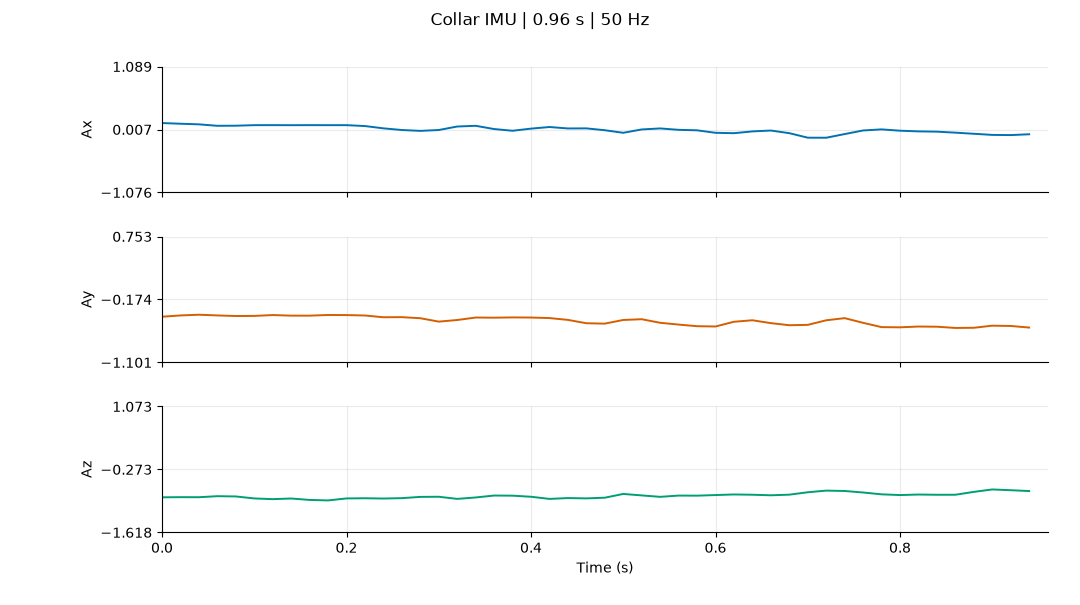 Collar IMU | 0.96 s | 50 Hz
1.089
0.007
−1.076
Ax
0.753
−0.174
−1.101
Ay
1.073
−0.273
−1.618
Az
0.0 0.2 0.4 0.6 0.8
Time (s)